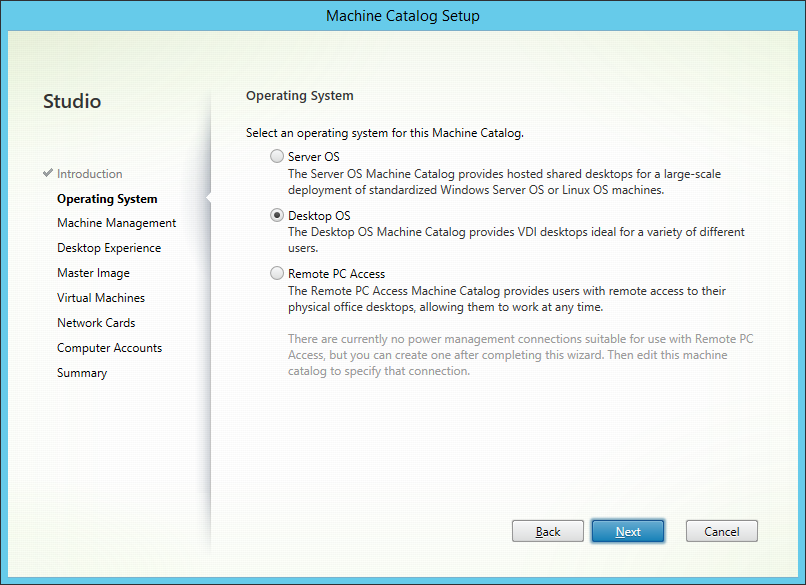 Machine Catalog Setup
Studio
Introduction
Operating System
Machine Management
Desktop Experience
Master Image
Virtual Machines
Network Cards
Computer Accounts
Summary
Operating System
Select an operating system for this Machine Catalog.
Server OS
The Server OS Machine Catalog provides hosted shared desktops for a large-scale
deployment of standardized Windows Server OS or Linux OS machines.
Desktop OS
The Desktop OS Machine Catalog provides VDI desktops ideal for a variety of different
users.
Remote PC Access
The Remote PC Access Machine Catalog provides users with remote access to their
physical office desktops, allowing them to work at any time.
There are currently no power management connections suitable for use with Remote PC
Access, but you can create one after completing this wizard. Then edit this machine
catalog to specify that connection.
Back
Next
Cancel